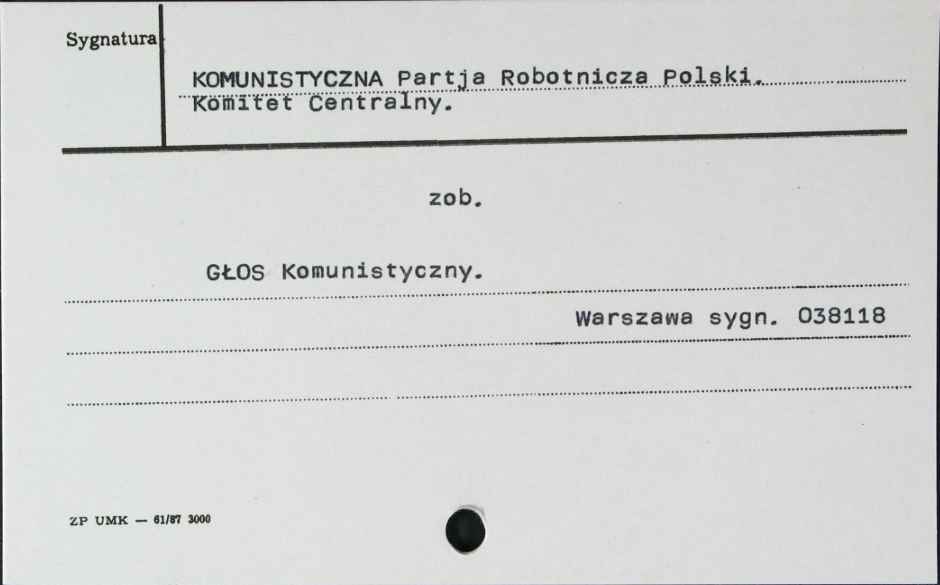 Sygnatura
KOMUNISTYCZNA Partja Robotnicza Polski.
Komitet Centralny.
zob.
GŁOS Komunistyczny.
Warszawa sygn. 038118
ZP UMK — 61/87 3000